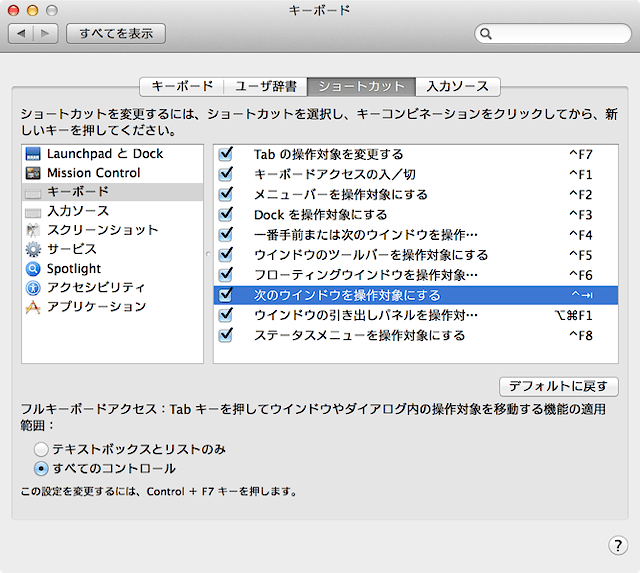 キーボード
すべてを表示
キーボード ユーザ辞書 ショートカット 入力ソース
ショートカットを変更するには、ショートカットを選択し、キーコンビネーションをクリックしてから、新
しいキーを押してください。
Launchpad と Dock
Mission Control
キーボード
入力ソース
スクリーンショット
サービス
Spotlight
アクセシビリティ
アプリケーション
Tab の操作対象を変更する ^F7
キーボードアクセスの入／切 ^F1
メニューバーを操作対象にする ^F2
Dock を操作対象にする ^F3
一番手前または次のウインドウを操作… ^F4
ウインドウのツールバーを操作対象にする ^F5
フローティングウインドウを操作対象… ^F6
次のウインドウを操作対象にする ^⇥
ウインドウの引き出しパネルを操作対… ⌥⌘F1
ステータスメニューを操作対象にする ^F8
デフォルトに戻す
フルキーボードアクセス：Tab キーを押してウインドウやダイアログ内の操作対象を移動する機能の適用
範囲：
テキストボックスとリストのみ
すべてのコントロール
この設定を変更するには、Control + F7 キーを押します。
?